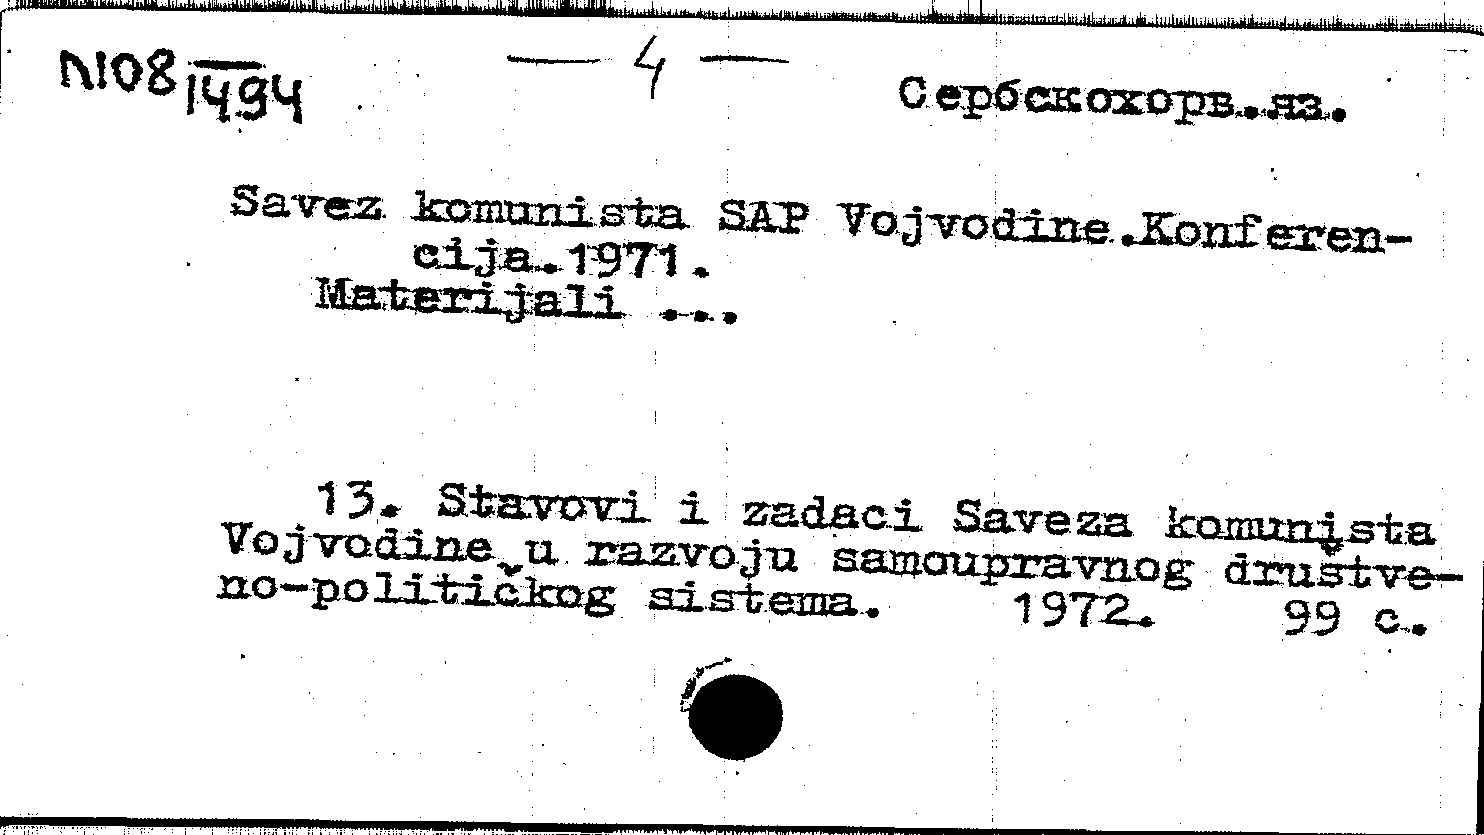 П108/1494
— 4 —
Сербскохорв.яз.
Savez komunista SAP Vojvodine.Konferen-
cija.1971.
Materijali ...
13. Stavovi i zadaci Saveza komunista
Vojvodine u razvoju samoupravnog društve-
no-političkog sistema. 1972. 99 с.